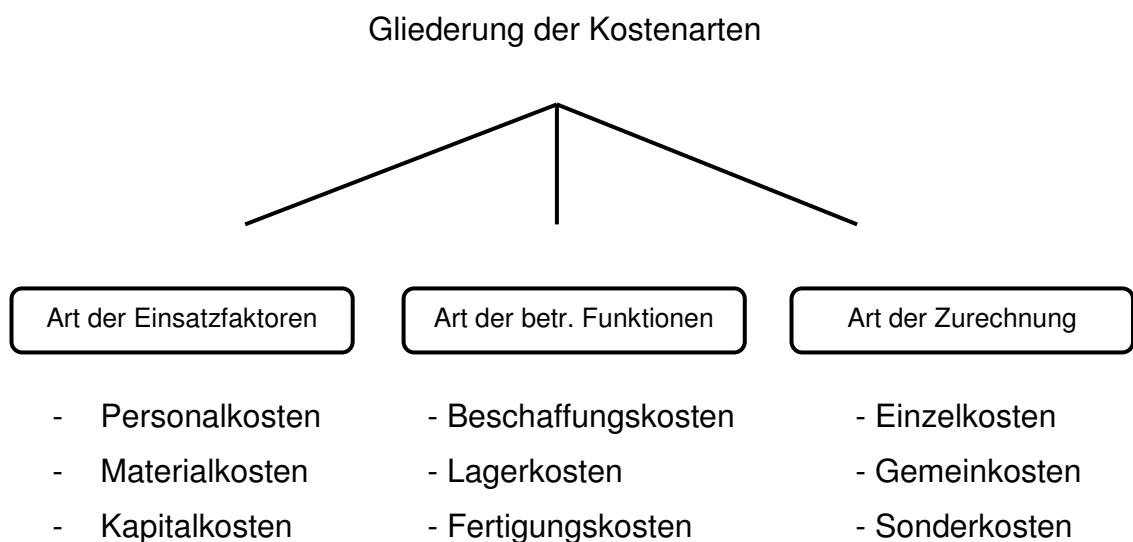 Gliederung der Kostenarten
Art der Einsatzfaktoren
- Personalkosten
- Materialkosten
- Kapitalkosten
Art der betr. Funktionen
- Beschaffungskosten
- Lagerkosten
- Fertigungskosten
Art der Zurechnung
- Einzelkosten
- Gemeinkosten
- Sonderkosten